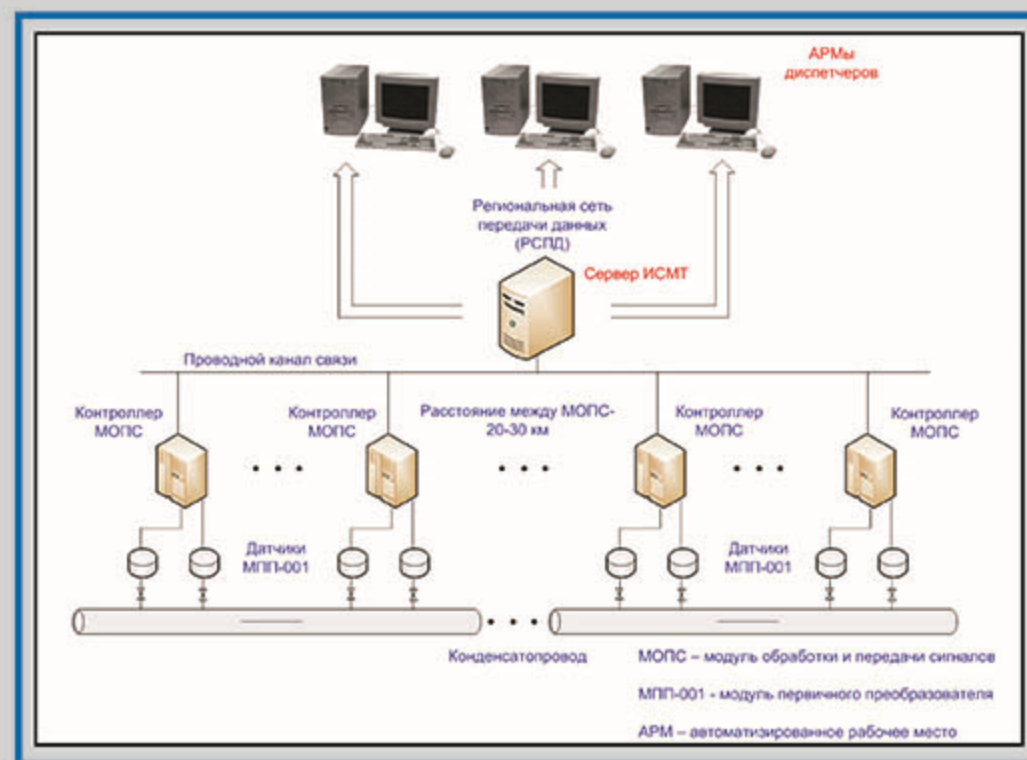 АРМы
диспетчеров
Региональная сеть
передачи данных
(РСПД)
Сервер ИСМТ
Проводной канал связи
Контроллер
МОПС
Контроллер
МОПС
Расстояние между МОПС-
20-30 км
Контроллер
МОПС
Контроллер
МОПС
Датчики
МПП-001
Датчики
МПП-001
Конденсатопровод
МОПС – модуль обработки и передачи сигналов
МПП-001 - модуль первичного преобразователя
АРМ – автоматизированное рабочее место